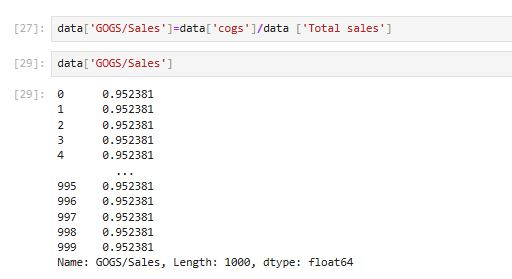 [27]: data['GOGS/Sales']=data['cogs']/data ['Total sales']
[29]: data['GOGS/Sales']
[29]: 0 0.952381
1 0.952381
2 0.952381
3 0.952381
4 0.952381
...
995 0.952381
996 0.952381
997 0.952381
998 0.952381
999 0.952381
Name: GOGS/Sales, Length: 1000, dtype: float64